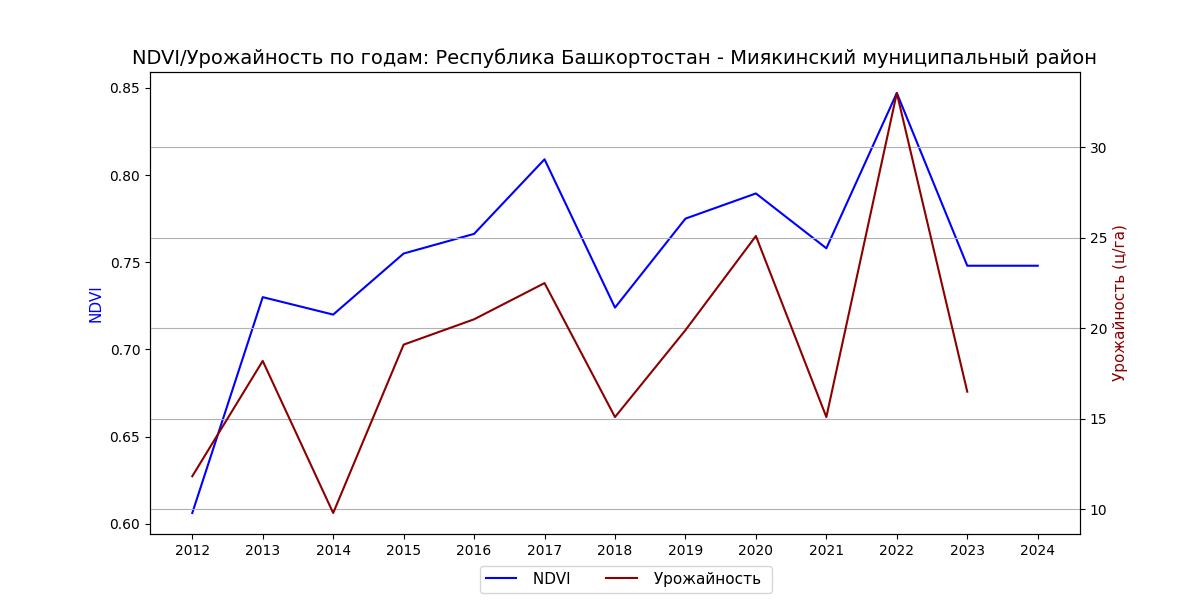 NDVI/Урожайность по годам: Республика Башкортостан - Миякинский муниципальный район
0.85
0.80
0.75
0.70
0.65
0.60
NDVI
30
25
20
15
10
Урожайность (ц/га)
2012 2013 2014 2015 2016 2017 2018 2019 2020 2021 2022 2023 2024
NDVI Урожайность